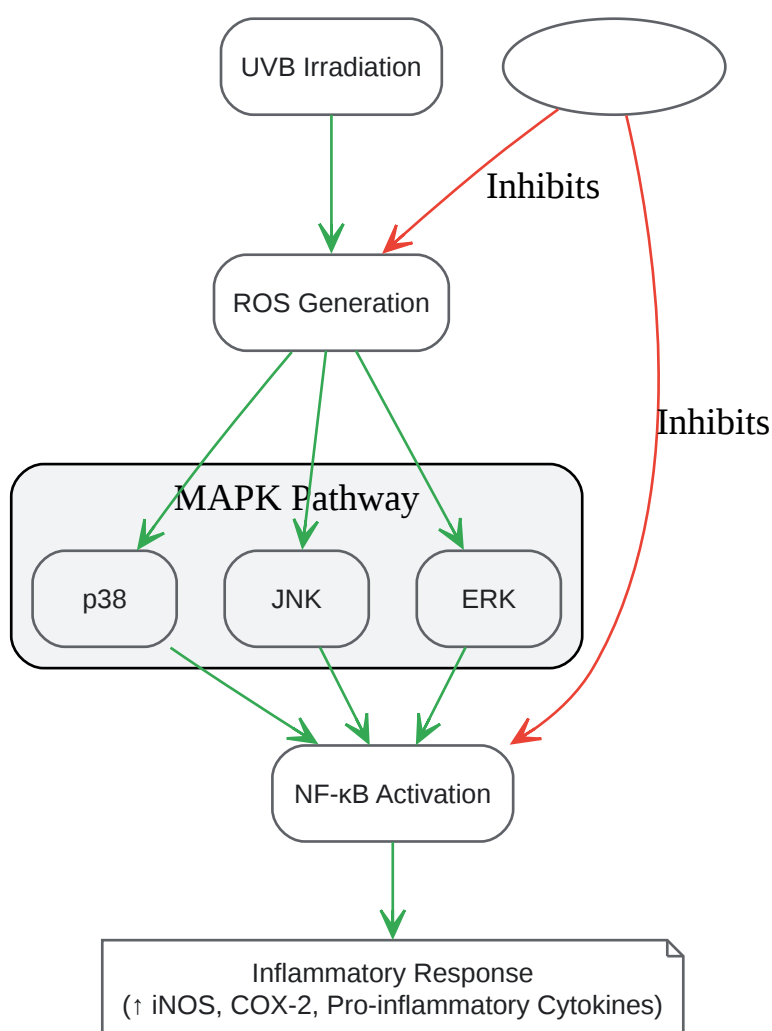 UVB Irradiation
Inhibits
ROS Generation
Inhibits
MAPK Pathway
p38
JNK
ERK
NF-κB Activation
Inflammatory Response
(↑ iNOS, COX-2, Pro-inflammatory Cytokines)